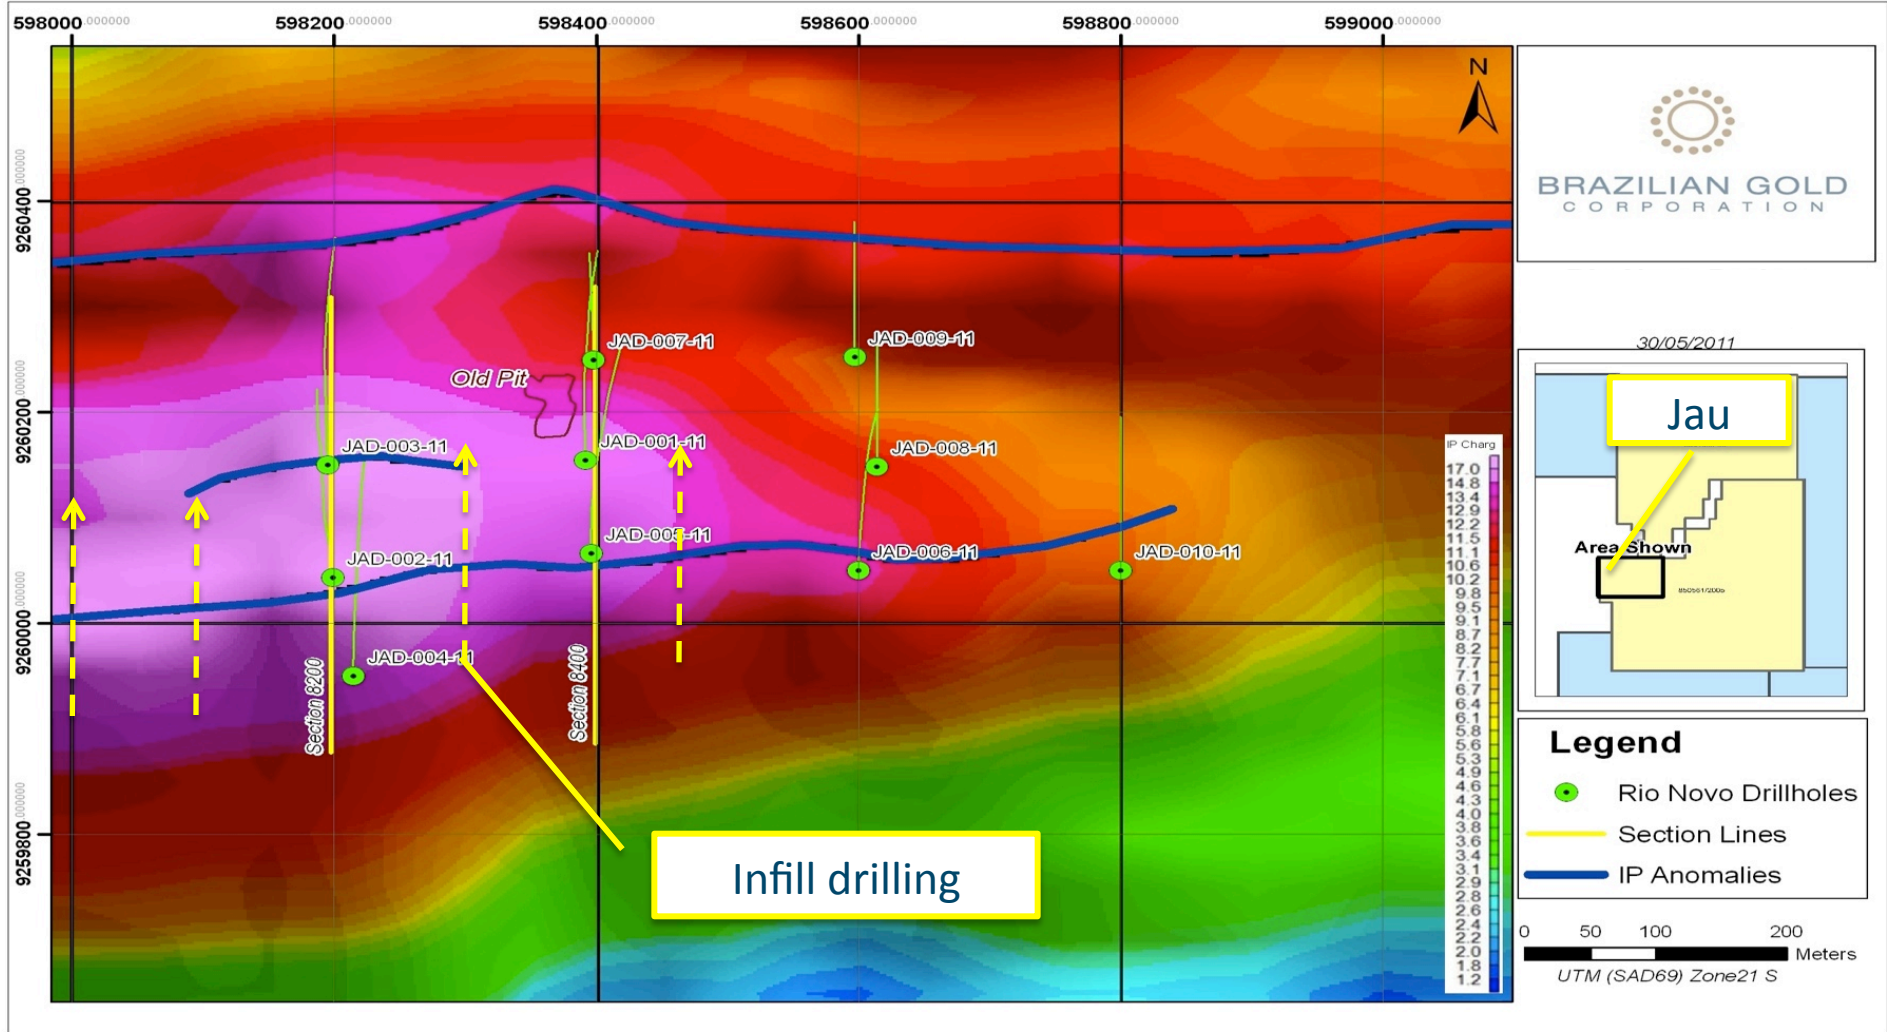 598000.000000 598200.000000 598400.000000 598600.000000 598800.000000 599000.000000
9260400.000000
9260200.000000
9260000.000000
9259800.000000
N
BRAZILIAN GOLD
CORPORATION
JAD-007-11
JAD-009-11
Old Pit
JAD-003-11
JAD-001-11
JAD-008-11
JAD-005-11
JAD-002-11
JAD-006-11
JAD-010-11
JAD-004-11
Section 8200
Section 8400
Infill drilling
IP Charg
17.0
14.8
13.4
12.9
12.2
11.5
11.1
10.6
10.2
9.8
9.5
9.1
8.7
8.2
7.7
7.1
6.7
6.4
6.1
5.8
5.6
5.3
4.9
4.6
4.3
4.0
3.8
3.6
3.4
3.1
2.9
2.8
2.6
2.4
2.2
2.0
1.8
1.2
30/05/2011
Jau
Area Shown
Legend
Rio Novo Drillholes
Section Lines
IP Anomalies
0 50 100 200
Meters
UTM (SAD69) Zone21 S